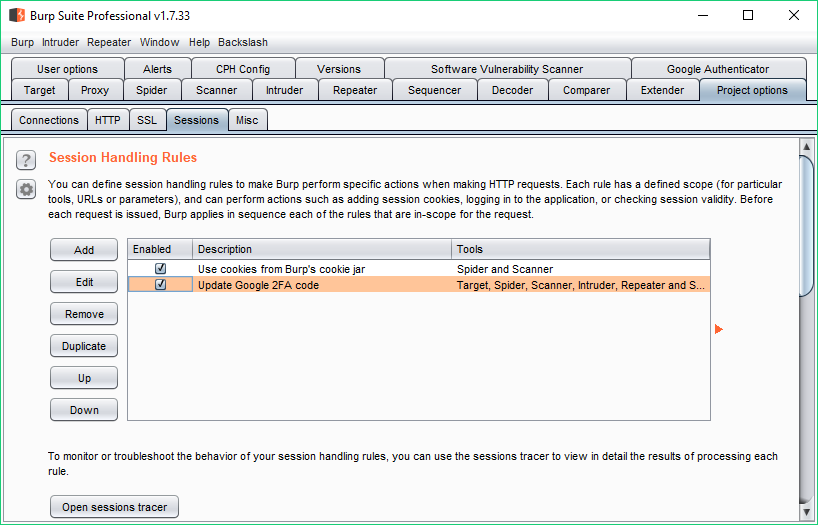 Burp Suite Professional v1.7.33
Burp Intruder Repeater Window Help Backslash
User options Alerts CPH Config Versions Software Vulnerability Scanner Google Authenticator
Target Proxy Spider Scanner Intruder Repeater Sequencer Decoder Comparer Extender Project options
Connections HTTP SSL Sessions Misc
? Session Handling Rules
You can define session handling rules to make Burp perform specific actions when making HTTP requests. Each rule has a defined scope (for particular
tools, URLs or parameters), and can perform actions such as adding session cookies, logging in to the application, or checking session validity. Before
each request is issued, Burp applies in sequence each of the rules that are in-scope for the request.
Add
Edit
Remove
Duplicate
Up
Down
Enabled Description Tools
Use cookies from Burp's cookie jar Spider and Scanner
Update Google 2FA code Target, Spider, Scanner, Intruder, Repeater and S...
To monitor or troubleshoot the behavior of your session handling rules, you can use the sessions tracer to view in detail the results of processing each
rule.
Open sessions tracer